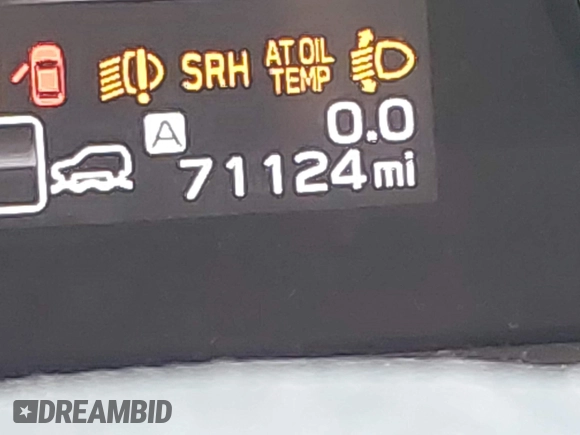 SRH AT OIL
TEMP
A 0.0
71124 mi
DREAMBID